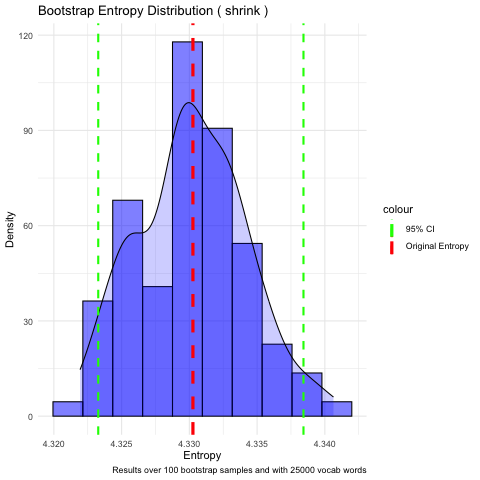 Bootstrap Entropy Distribution ( shrink )
120
90
60
30
0
Density
4.320 4.325 4.330 4.335 4.340
Entropy
colour
95% CI
Original Entropy
Results over 100 bootstrap samples and with 25000 vocab words